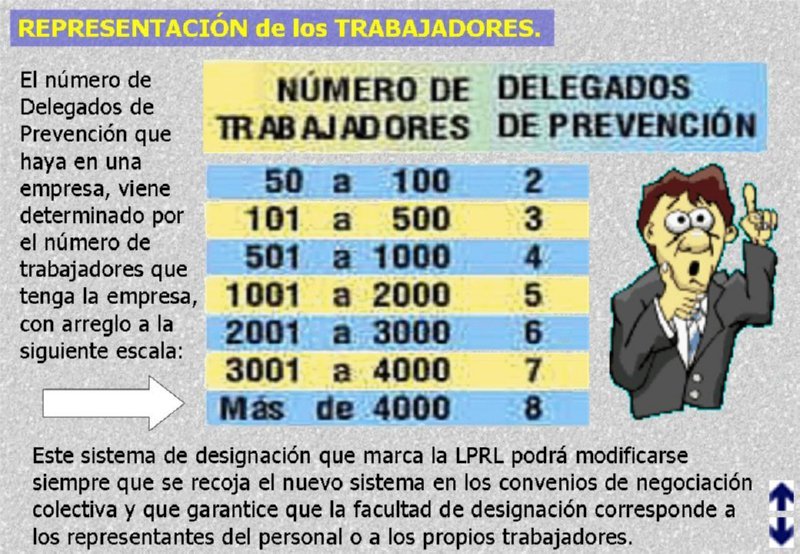 REPRESENTACIÓN de los TRABAJADORES.
El número de
Delegados de
Prevención que
haya en una
empresa, viene
determinado por
el número de
trabajadores que
tenga la empresa,
con arreglo a la
siguiente escala:
NÚMERO DE TRABAJADORES DELEGADOS DE PREVENCIÓN
50 a 100 2
101 a 500 3
501 a 1000 4
1001 a 2000 5
2001 a 3000 6
3001 a 4000 7
Más de 4000 8
Este sistema de designación que marca la LPRL podrá modificarse
siempre que se recoja el nuevo sistema en los convenios de negociación
colectiva y que garantice que la facultad de designación corresponde a
los representantes del personal o a los propios trabajadores.